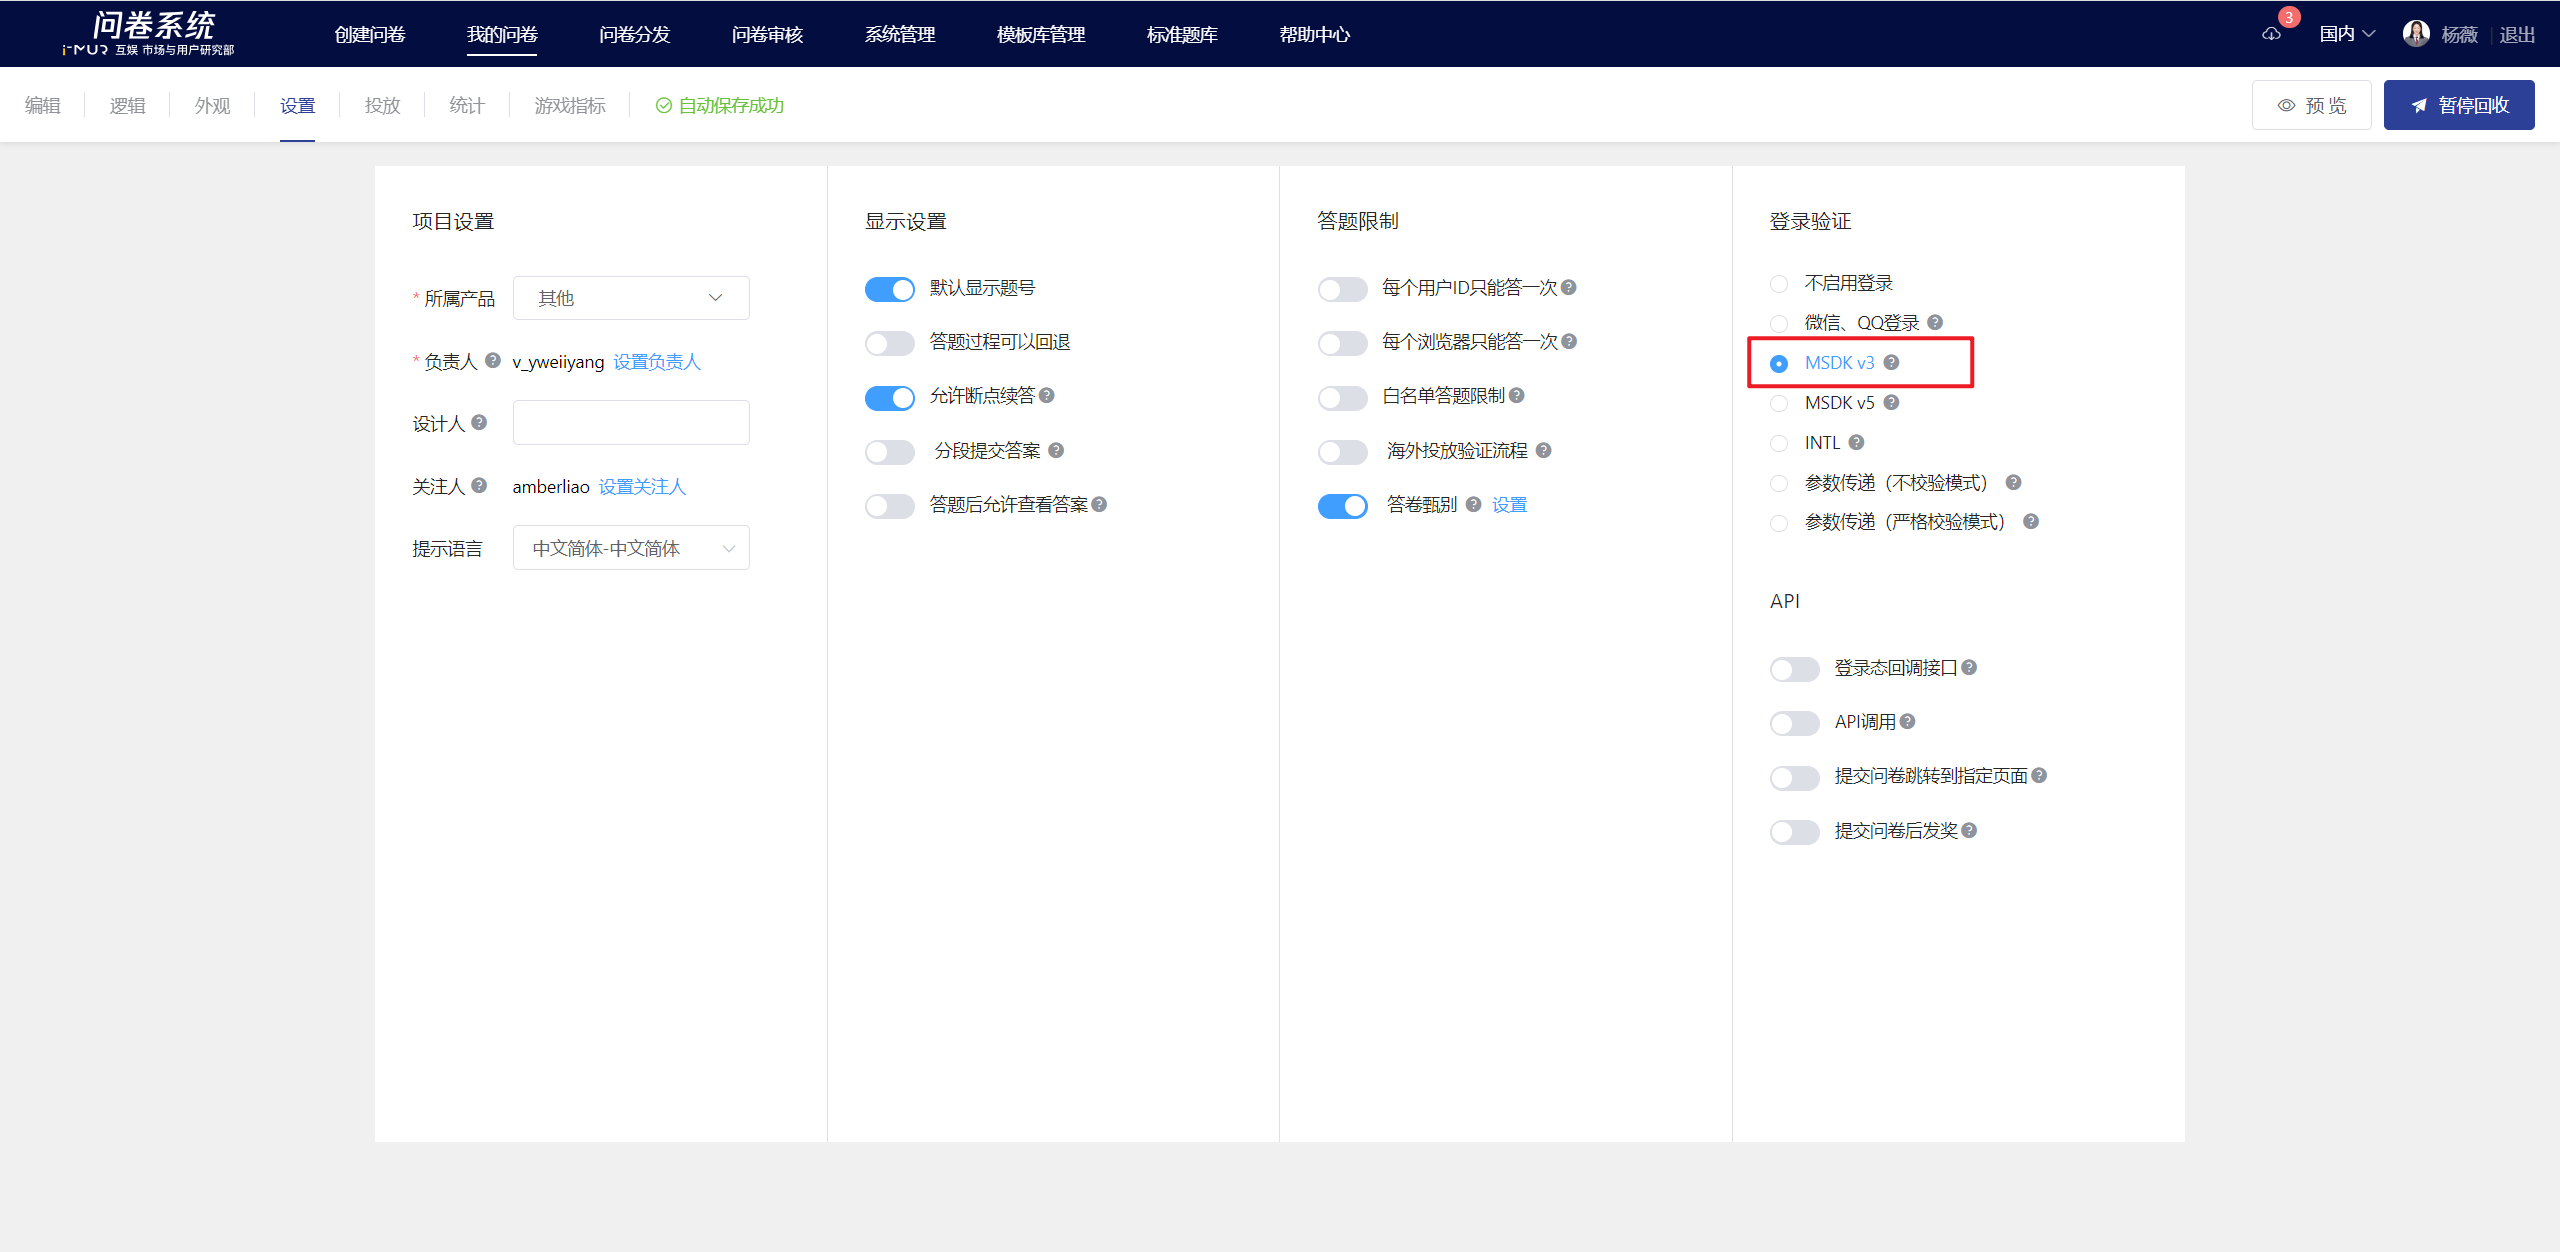 问卷系统
i-MUR 互娱 市场与用户研究部
创建问卷
我的问卷
问卷分发
问卷审核
系统管理
模板库管理
标准题库
帮助中心
3
国内
杨薇
退出
编辑
逻辑
外观
设置
投放
统计
游戏指标
自动保存成功
预 览
暂停回收
项目设置
* 所属产品 其他
* 负责人 v_yweiiyang 设置负责人
设计人
关注人 amberliao 设置关注人
提示语言 中文简体-中文简体
显示设置
默认显示题号
答题过程可以回退
允许断点续答
分段提交答案
答题后允许查看答案
答题限制
每个用户ID只能答一次
每个浏览器只能答一次
白名单答题限制
海外投放验证流程
答卷甄别 设置
登录验证
不启用登录
微信、QQ登录
MSDK v3
MSDK v5
INTL
参数传递（不校验模式）
参数传递（严格校验模式）
API
登录态回调接口
API调用
提交问卷跳转到指定页面
提交问卷后发奖